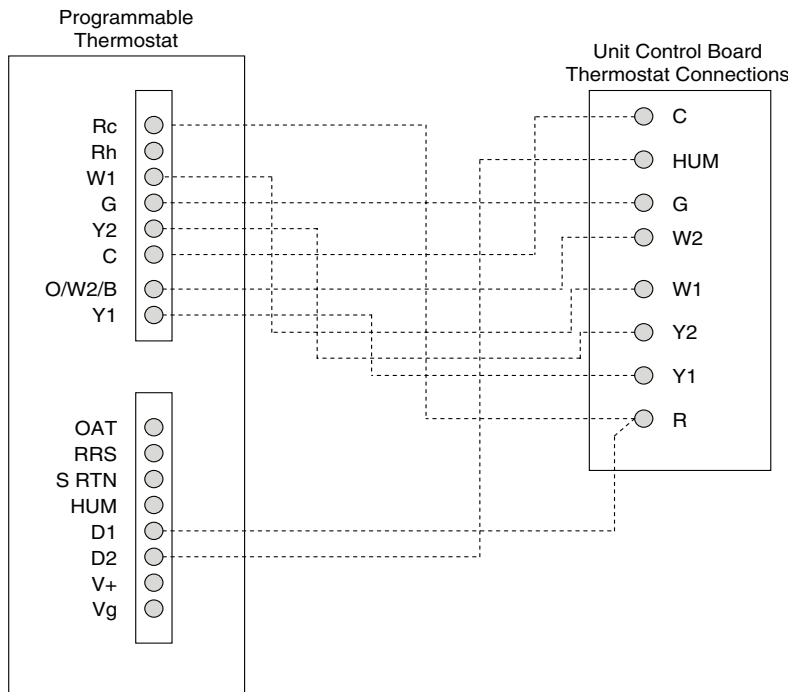 Programmable
Thermostat
Rc
Rh
W1
G
Y2
C
O/W2/B
Y1
OAT
RRS
S RTN
HUM
D1
D2
V+
Vg
Unit Control Board
Thermostat Connections
C
HUM
G
W2
W1
Y2
Y1
R